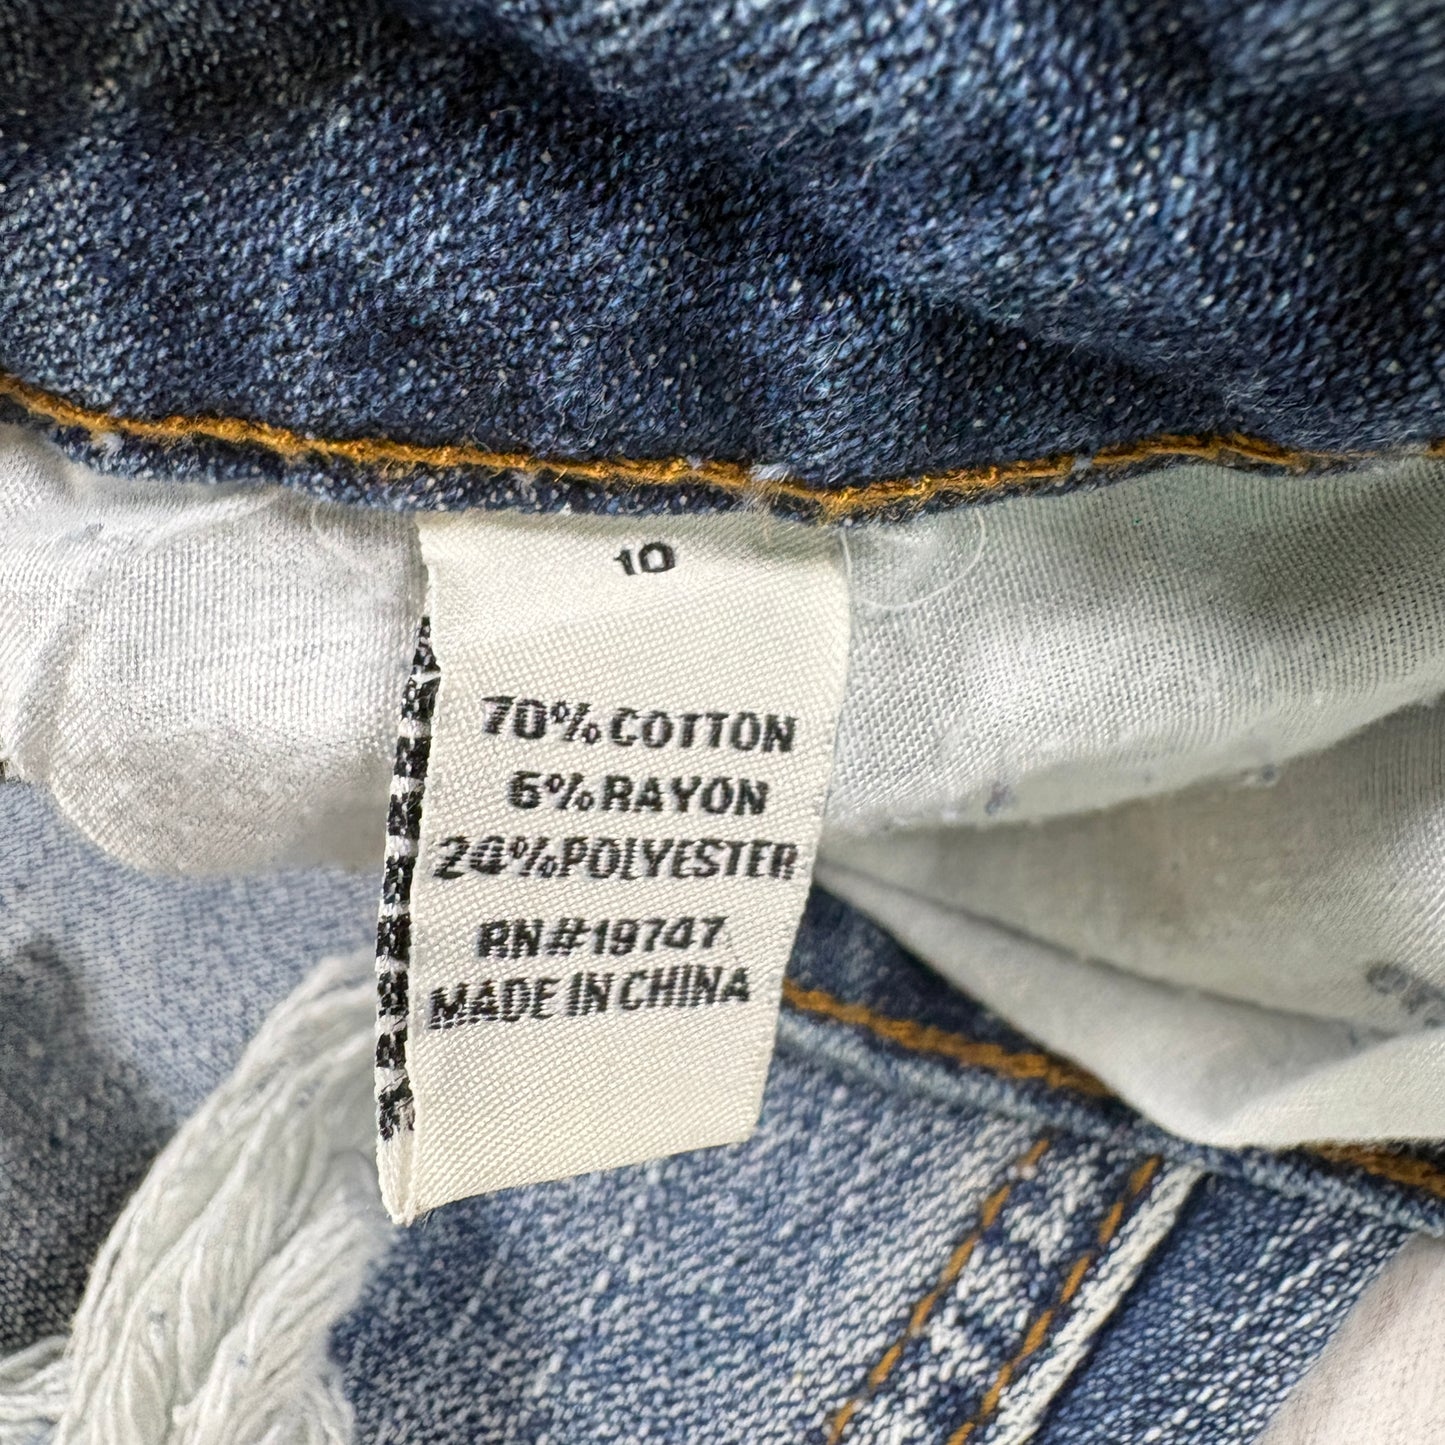 10
70% COTTON
6% RAYON
24% POLYESTER
RN#19747
MADE IN CHINA